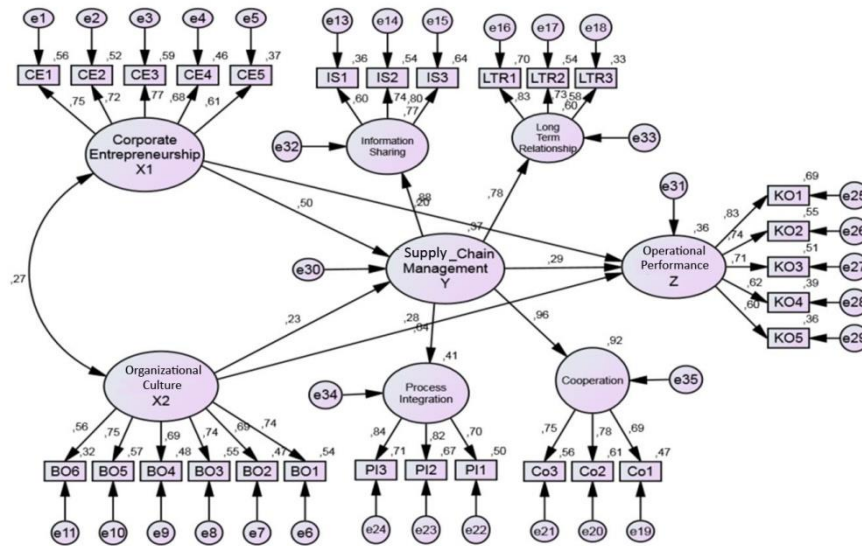 e1 e2 e3 e4 e5
,56 ,52 ,59 ,46 ,37
CE1 CE2 CE3 CE4 CE5
,75 ,72 ,77 ,68 ,61
Corporate
Entrepreneurship
X1
e13 e14 e15
,36 ,54 ,64
IS1 IS2 IS3
,60 ,74 ,80
,77
Information
Sharing
e32
e16 e17 e18
,70 ,54 ,33
LTR1 LTR2 LTR3
,83 ,73 ,58
,60
Long
Term
Relationship
e33
,88
,20
,78
,50
,37
e31
,36
Operational
Performance
Z
,69
KO1 e25
,83
,55
KO2 e26
,74
,51
KO3 e27
,71
,39
KO4 e28
,62
,36
KO5 e29
,60
e30
Supply_Chain
Management
Y
,29
,27
,23
,28
,64
,96
Organizational
Culture
X2
,56 ,75 ,69 ,74 ,69 ,74
,32 ,57 ,48 ,55 ,47 ,54
BO6 BO5 BO4 BO3 BO2 BO1
e11 e10 e9 e8 e7 e6
,41
e34
Process
Integration
,84 ,82 ,70
,71 ,67 ,50
PI3 PI2 PI1
e24 e23 e22
,92
Cooperation
e35
,75 ,78 ,69
,56 ,61 ,47
Co3 Co2 Co1
e21 e20 e19